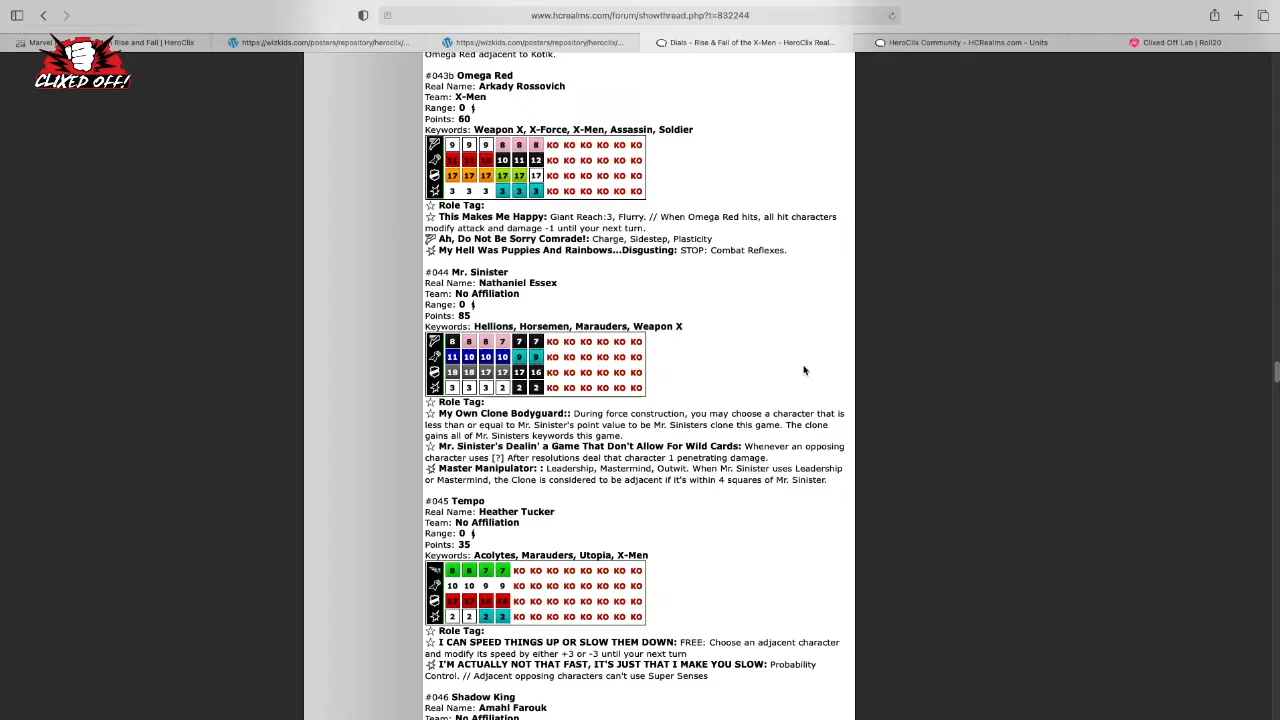 www.hcrealms.com/forum/showthread.php?t=832244
Marvel
Rise and Fall | HeroClix
https://wizkids.com/posters/repository/heroclix/...
https://wizkids.com/posters/repository/heroclix/...
Dials - Rise & Fall of the X-Men - HeroClix Real...
HeroClix Community - HCRealms.com - Units
Clixed Off Lab | Roll20
CLIXED OFF!
Omega Red adjacent to Kotik.
#043b Omega Red
Real Name: Arkady Rossovich
Team: X-Men
Range: 0
Points: 60
Keywords: Weapon X, X-Force, X-Men, Assassin, Soldier
9 9 9 8 8 8 KO KO KO KO KO KO
10 11 12 KO KO KO KO KO KO
17 17 17 17 17 17 KO KO KO KO KO KO
3 3 3 3 3 3 KO KO KO KO KO KO
☆ Role Tag:
☆ This Makes Me Happy: Giant Reach:3, Flurry. // When Omega Red hits, all hit characters
modify attack and damage -1 until your next turn.
Ah, Do Not Be Sorry Comrade!: Charge, Sidestep, Plasticity
My Hell Was Puppies And Rainbows...Disgusting: STOP: Combat Reflexes.
#044 Mr. Sinister
Real Name: Nathaniel Essex
Team: No Affiliation
Range: 0
Points: 85
Keywords: Hellions, Horsemen, Marauders, Weapon X
8 8 8 7 7 7 KO KO KO KO KO KO
11 10 10 10 9 9 KO KO KO KO KO KO
18 18 17 17 17 16 KO KO KO KO KO KO
3 3 3 2 2 2 KO KO KO KO KO KO
☆ Role Tag:
☆ My Own Clone Bodyguard:: During force construction, you may choose a character that is
less than or equal to Mr. Sinister's point value to be Mr. Sinisters clone this game. The clone
gains all of Mr. Sinisters keywords this game.
☆ Mr. Sinister's Dealin' a Game That Don't Allow For Wild Cards: Whenever an opposing
character uses [?] After resolutions deal that character 1 penetrating damage.
Master Manipulator: : Leadership, Mastermind, Outwit. When Mr. Sinister uses Leadership
or Mastermind, the Clone is considered to be adjacent if it's within 4 squares of Mr. Sinister.
#045 Tempo
Real Name: Heather Tucker
Team: No Affiliation
Range: 0
Points: 35
Keywords: Acolytes, Marauders, Utopia, X-Men
8 8 7 7 KO KO KO KO KO KO KO KO
10 10 9 9 KO KO KO KO KO KO KO KO
KO KO KO KO KO KO KO KO
2 2 2 2 KO KO KO KO KO KO KO KO
☆ Role Tag:
☆ I CAN SPEED THINGS UP OR SLOW THEM DOWN: FREE: Choose an adjacent character
and modify its speed by either +3 or -3 until your next turn
I'M ACTUALLY NOT THAT FAST, IT'S JUST THAT I MAKE YOU SLOW: Probability
Control. // Adjacent opposing characters can't use Super Senses
#046 Shadow King
Real Name: Amahl Farouk
Team: No Affiliation